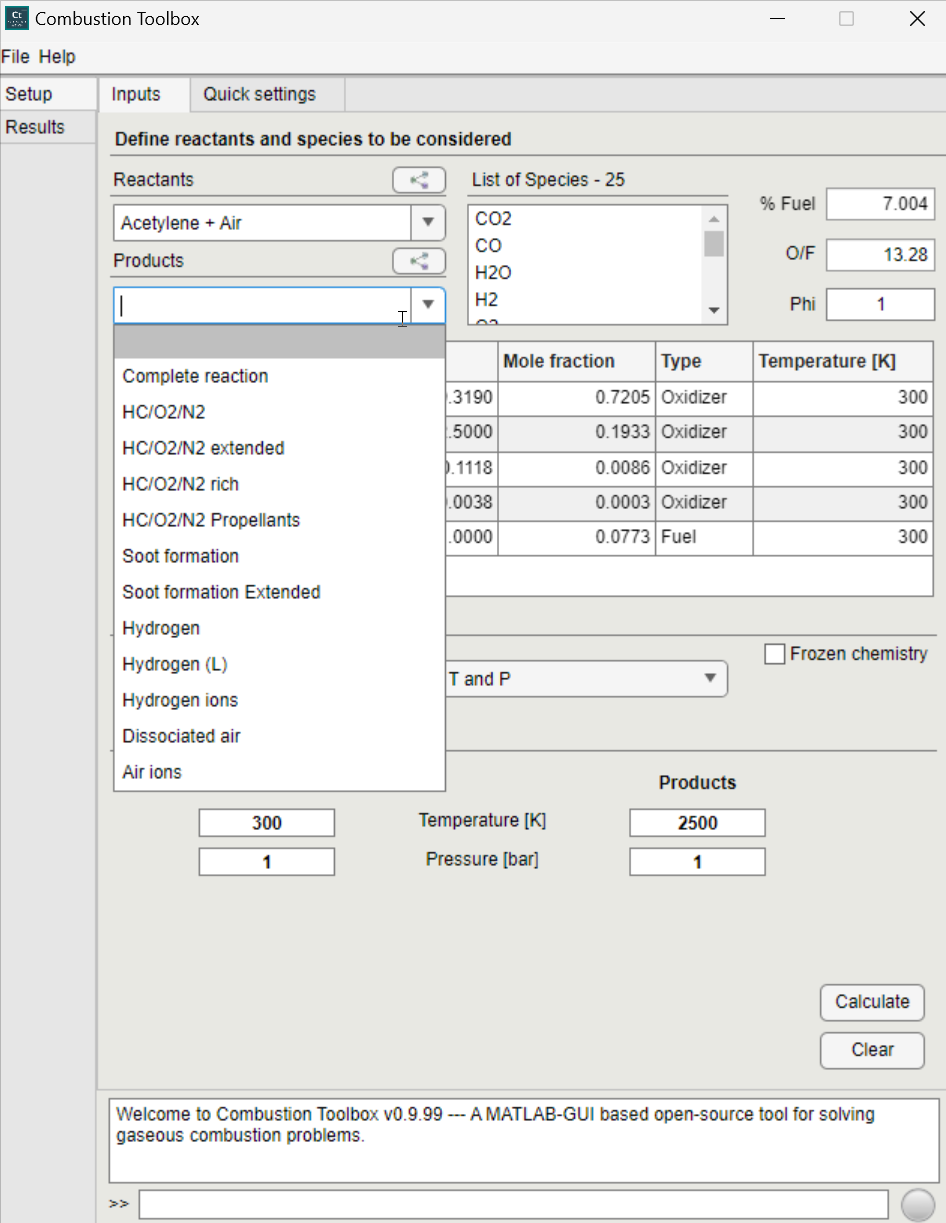 Ct
Combustion Toolbox
File Help
Setup
Inputs
Quick settings
Results
Define reactants and species to be considered
Reactants
List of Species - 25
% Fuel
7.004
Acetylene + Air
CO2
CO
H2O
H2
O/F
13.28
Products
Phi
1
Complete reaction
HC/O2/N2
HC/O2/N2 extended
HC/O2/N2 rich
HC/O2/N2 Propellants
Soot formation
Soot formation Extended
Hydrogen
Hydrogen (L)
Hydrogen ions
Dissociated air
Air ions
Mole fraction Type Temperature [K]
.3190 0.7205 Oxidizer 300
.5000 0.1933 Oxidizer 300
.1118 0.0086 Oxidizer 300
.0038 0.0003 Oxidizer 300
.0000 0.0773 Fuel 300
Frozen chemistry
T and P
Products
300 Temperature [K] 2500
1 Pressure [bar] 1
Calculate
Clear
Welcome to Combustion Toolbox v0.9.99 --- A MATLAB-GUI based open-source tool for solving
gaseous combustion problems.
>>